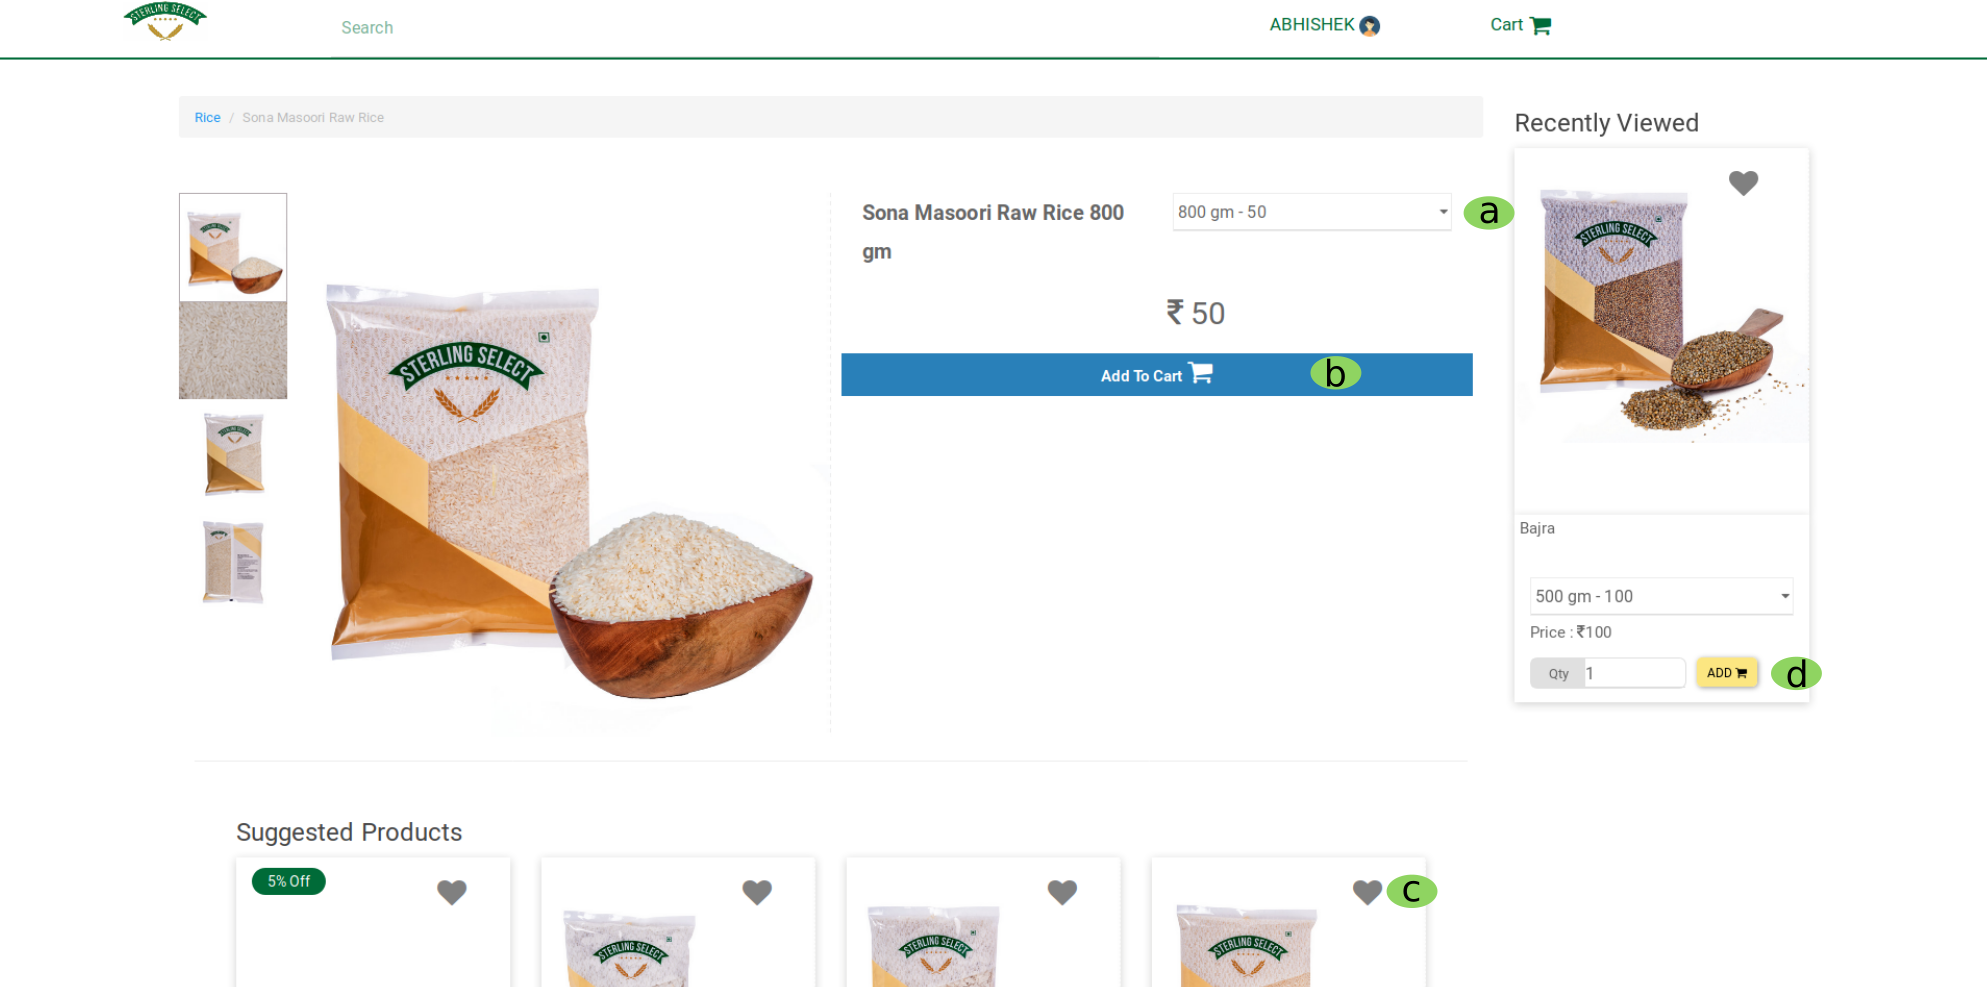 STERLING SELECT
Search
ABHISHEK
Cart
Rice / Sona Masoori Raw Rice
Recently Viewed
Sona Masoori Raw Rice 800
gm
800 gm - 50
a
₹ 50
Add To Cart
b
STERLING SELECT
STERLING SELECT
Bajra
500 gm - 100
Price : ₹100
Qty
1
ADD
d
Suggested Products
5% Off
c
STERLING SELECT
STERLING SELECT
STERLING SELECT